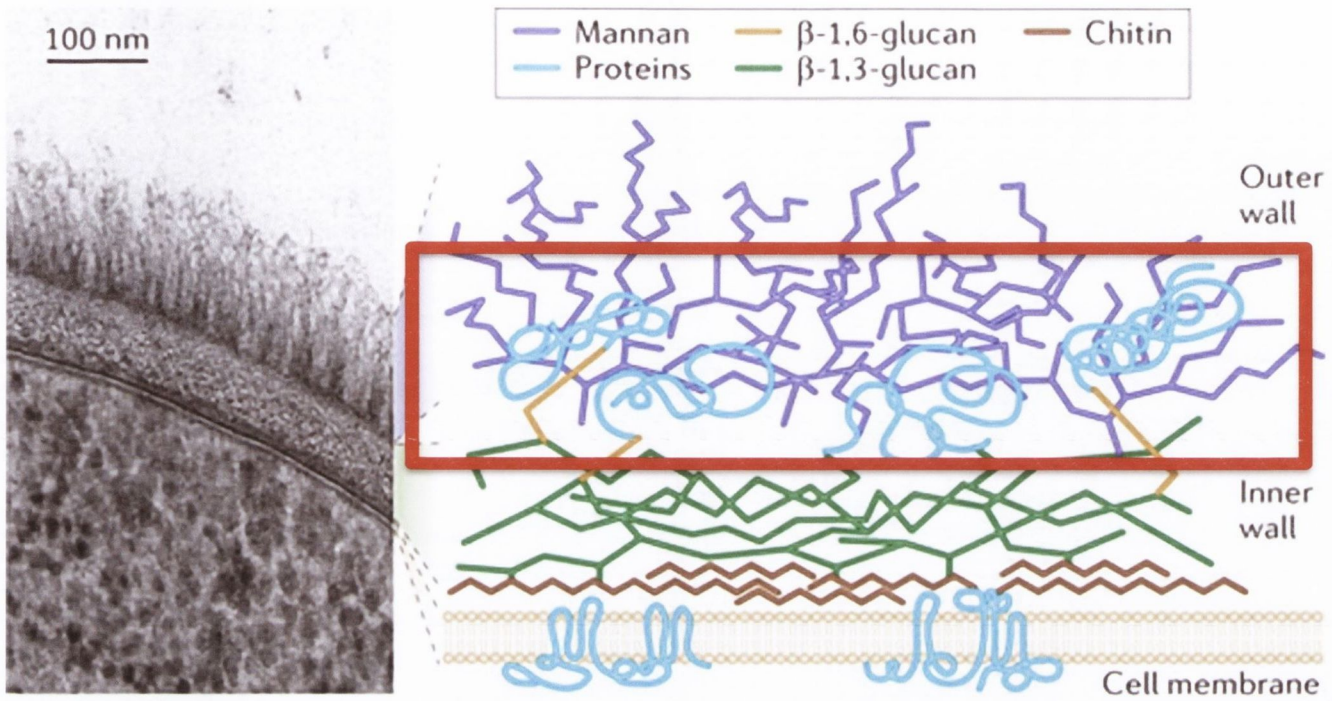 100 nm
Mannan β-1,6-glucan Chitin
Proteins β-1,3-glucan
Outer
wall
Inner
wall
Cell membrane